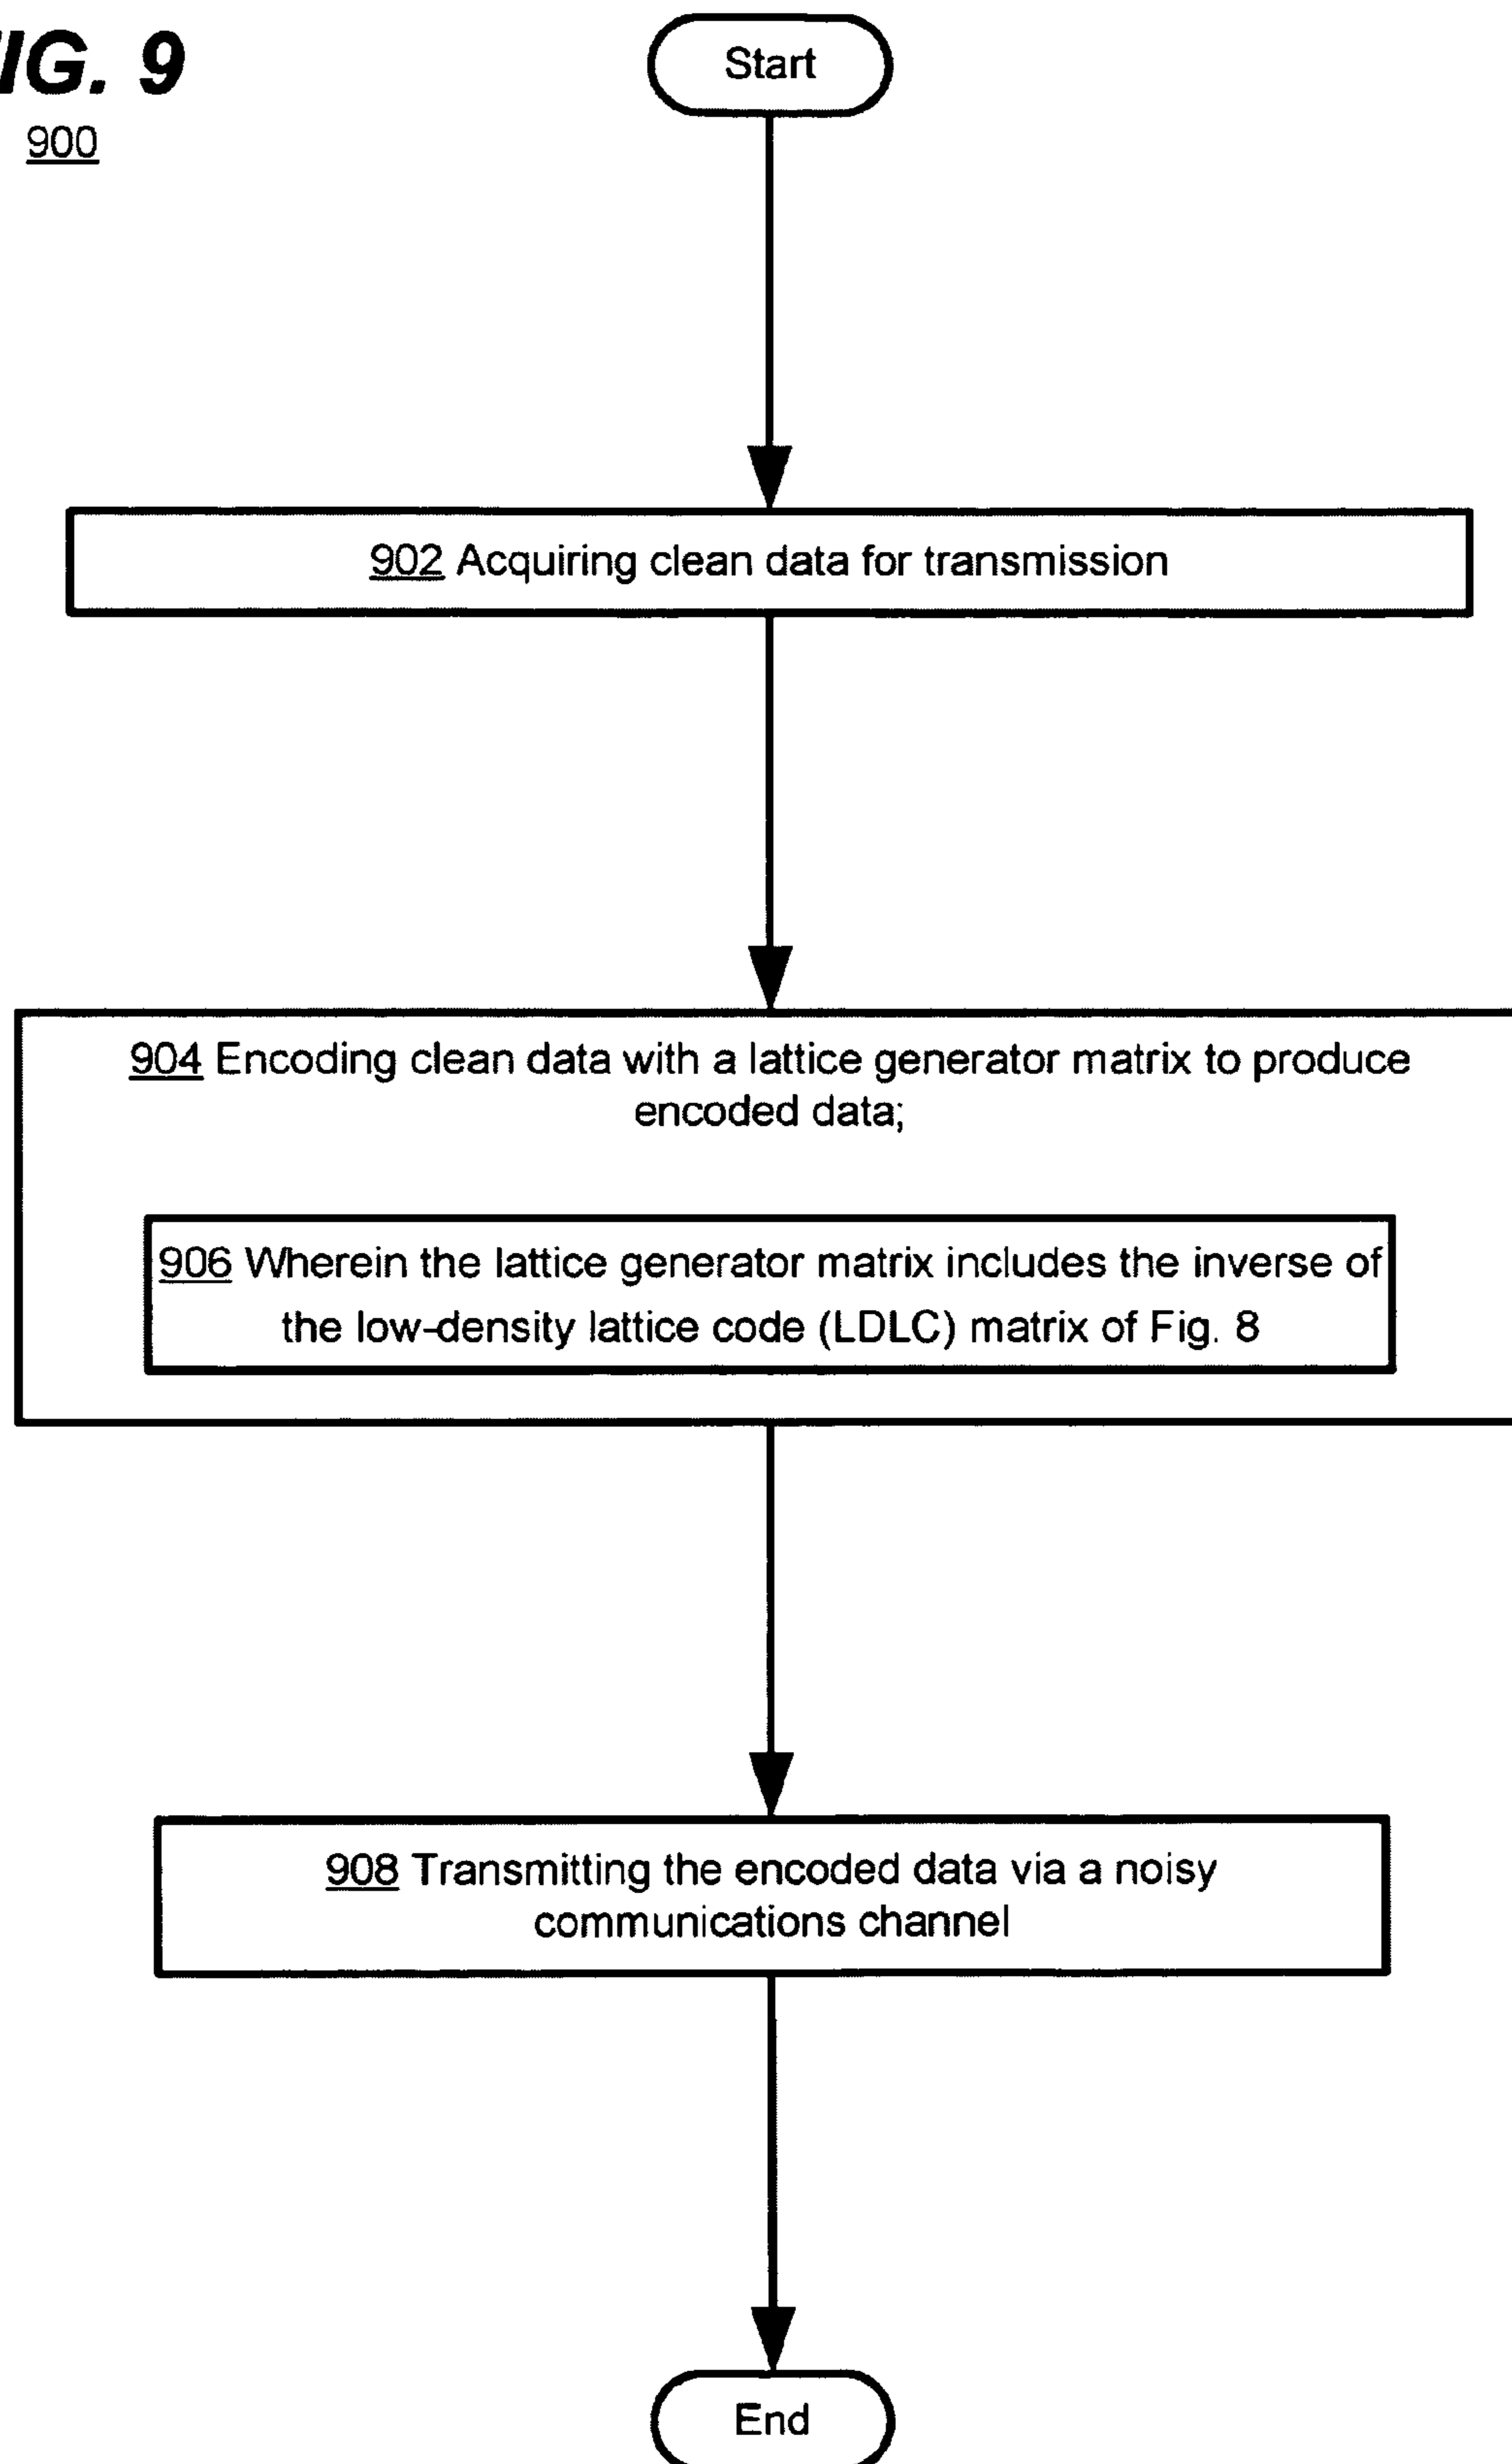 IG. 9
900
Start
902 Acquiring clean data for transmission
904 Encoding clean data with a lattice generator matrix to produce
encoded data;
906 Wherein the lattice generator matrix includes the inverse of
the low-density lattice code (LDLC) matrix of Fig. 8
908 Transmitting the encoded data via a noisy
communications channel
End